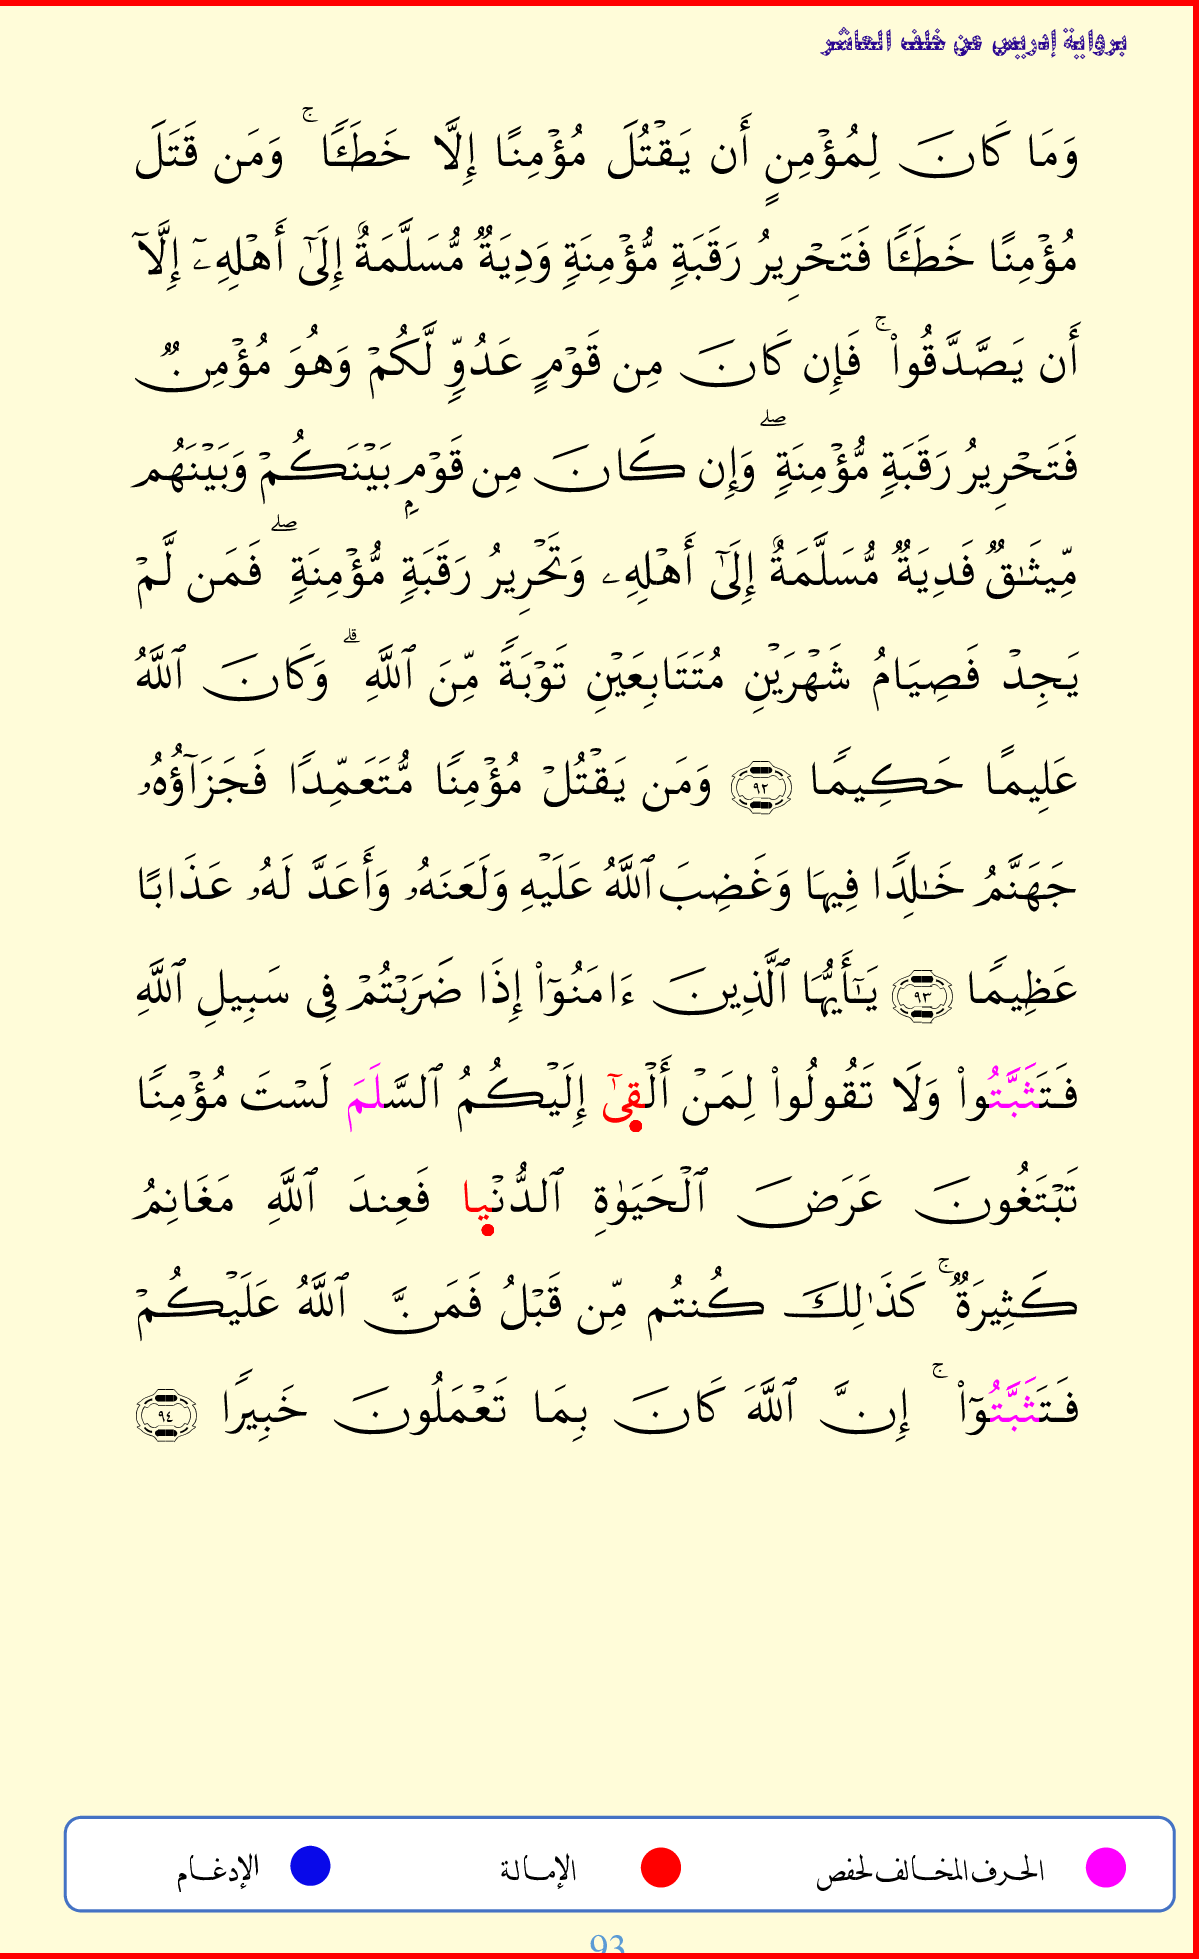 برواية إدريس عن خلف العاشر
وَمَا كَانَ لِمُؤْمِنٍ أَن يَقْتُلَ مُؤْمِنًا إِلَّا خَطَـًٔا ۚ وَمَن قَتَلَ
مُؤْمِنًا خَطَـًٔا فَتَحْرِيرُ رَقَبَةٍ مُّؤْمِنَةٍ وَدِيَةٌ مُّسَلَّمَةٌ إِلَىٰٓ أَهْلِهِۦٓ إِلَّآ
أَن يَصَّدَّقُوا۟ ۚ فَإِن كَانَ مِن قَوْمٍ عَدُوٍّ لَّكُمْ وَهُوَ مُؤْمِنٌ
فَتَحْرِيرُ رَقَبَةٍ مُّؤْمِنَةٍ ۖ وَإِن كَانَ مِن قَوْمٍۭ بَيْنَكُمْ وَبَيْنَهُم
مِّيثَـٰقٌ فَدِيَةٌ مُّسَلَّمَةٌ إِلَىٰٓ أَهْلِهِۦ وَتَحْرِيرُ رَقَبَةٍ مُّؤْمِنَةٍ ۖ فَمَن لَّمْ
يَجِدْ فَصِيَامُ شَهْرَيْنِ مُتَتَابِعَيْنِ تَوْبَةً مِّنَ ٱللَّهِ ۗ وَكَانَ ٱللَّهُ
عَلِيمًا حَكِيمًا ٩٢ وَمَن يَقْتُلْ مُؤْمِنًا مُّتَعَمِّدًا فَجَزَآؤُهُۥ
جَهَنَّمُ خَـٰلِدًا فِيهَا وَغَضِبَ ٱللَّهُ عَلَيْهِ وَلَعَنَهُۥ وَأَعَدَّ لَهُۥ عَذَابًا
عَظِيمًا ٩٣ يَـٰٓأَيُّهَا ٱلَّذِينَ ءَامَنُوٓا۟ إِذَا ضَرَبْتُمْ فِى سَبِيلِ ٱللَّهِ
فَتَثَبَّتُوا۟ وَلَا تَقُولُوا۟ لِمَنْ أَلْقِىٰٓ إِلَيْكُمُ ٱلسَّلَمَ لَسْتَ مُؤْمِنًا
تَبْتَغُونَ عَرَضَ ٱلْحَيَوٰةِ ٱلدُّنْيا فَعِندَ ٱللَّهِ مَغَانِمُ
كَثِيرَةٌ ۚ كَذَٰلِكَ كُنتُم مِّن قَبْلُ فَمَنَّ ٱللَّهُ عَلَيْكُمْ
فَتَثَبَّتُوٓا۟ ۚ إِنَّ ٱللَّهَ كَانَ بِمَا تَعْمَلُونَ خَبِيرًا ٩٤
الحرف المخالف لحفص الإمالة الإدغام
93